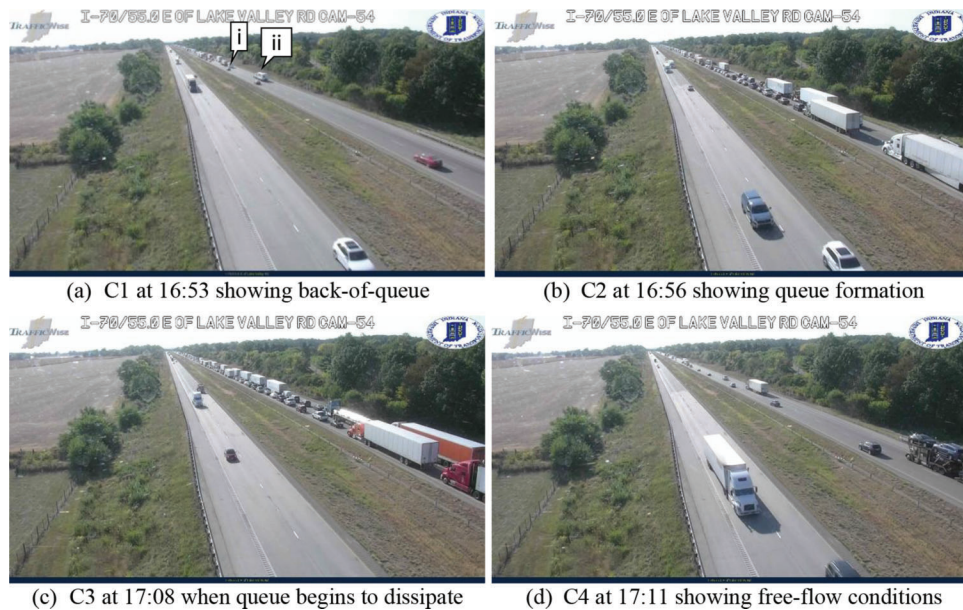 TRAFFICWISE
I-70/55.0 E OF LAKE VALLEY RD CAM-54
i
ii
TRAFFICWISE
I-70/55.0 E OF LAKE VALLEY RD CAM-54
(a) C1 at 16:53 showing back-of-queue
(b) C2 at 16:56 showing queue formation
TRAFFICWISE
I-70/55.0 E OF LAKE VALLEY RD CAM-54
TRAFFICWISE
I-70/55.0 E OF LAKE VALLEY RD CAM-54
(c) C3 at 17:08 when queue begins to dissipate
(d) C4 at 17:11 showing free-flow conditions